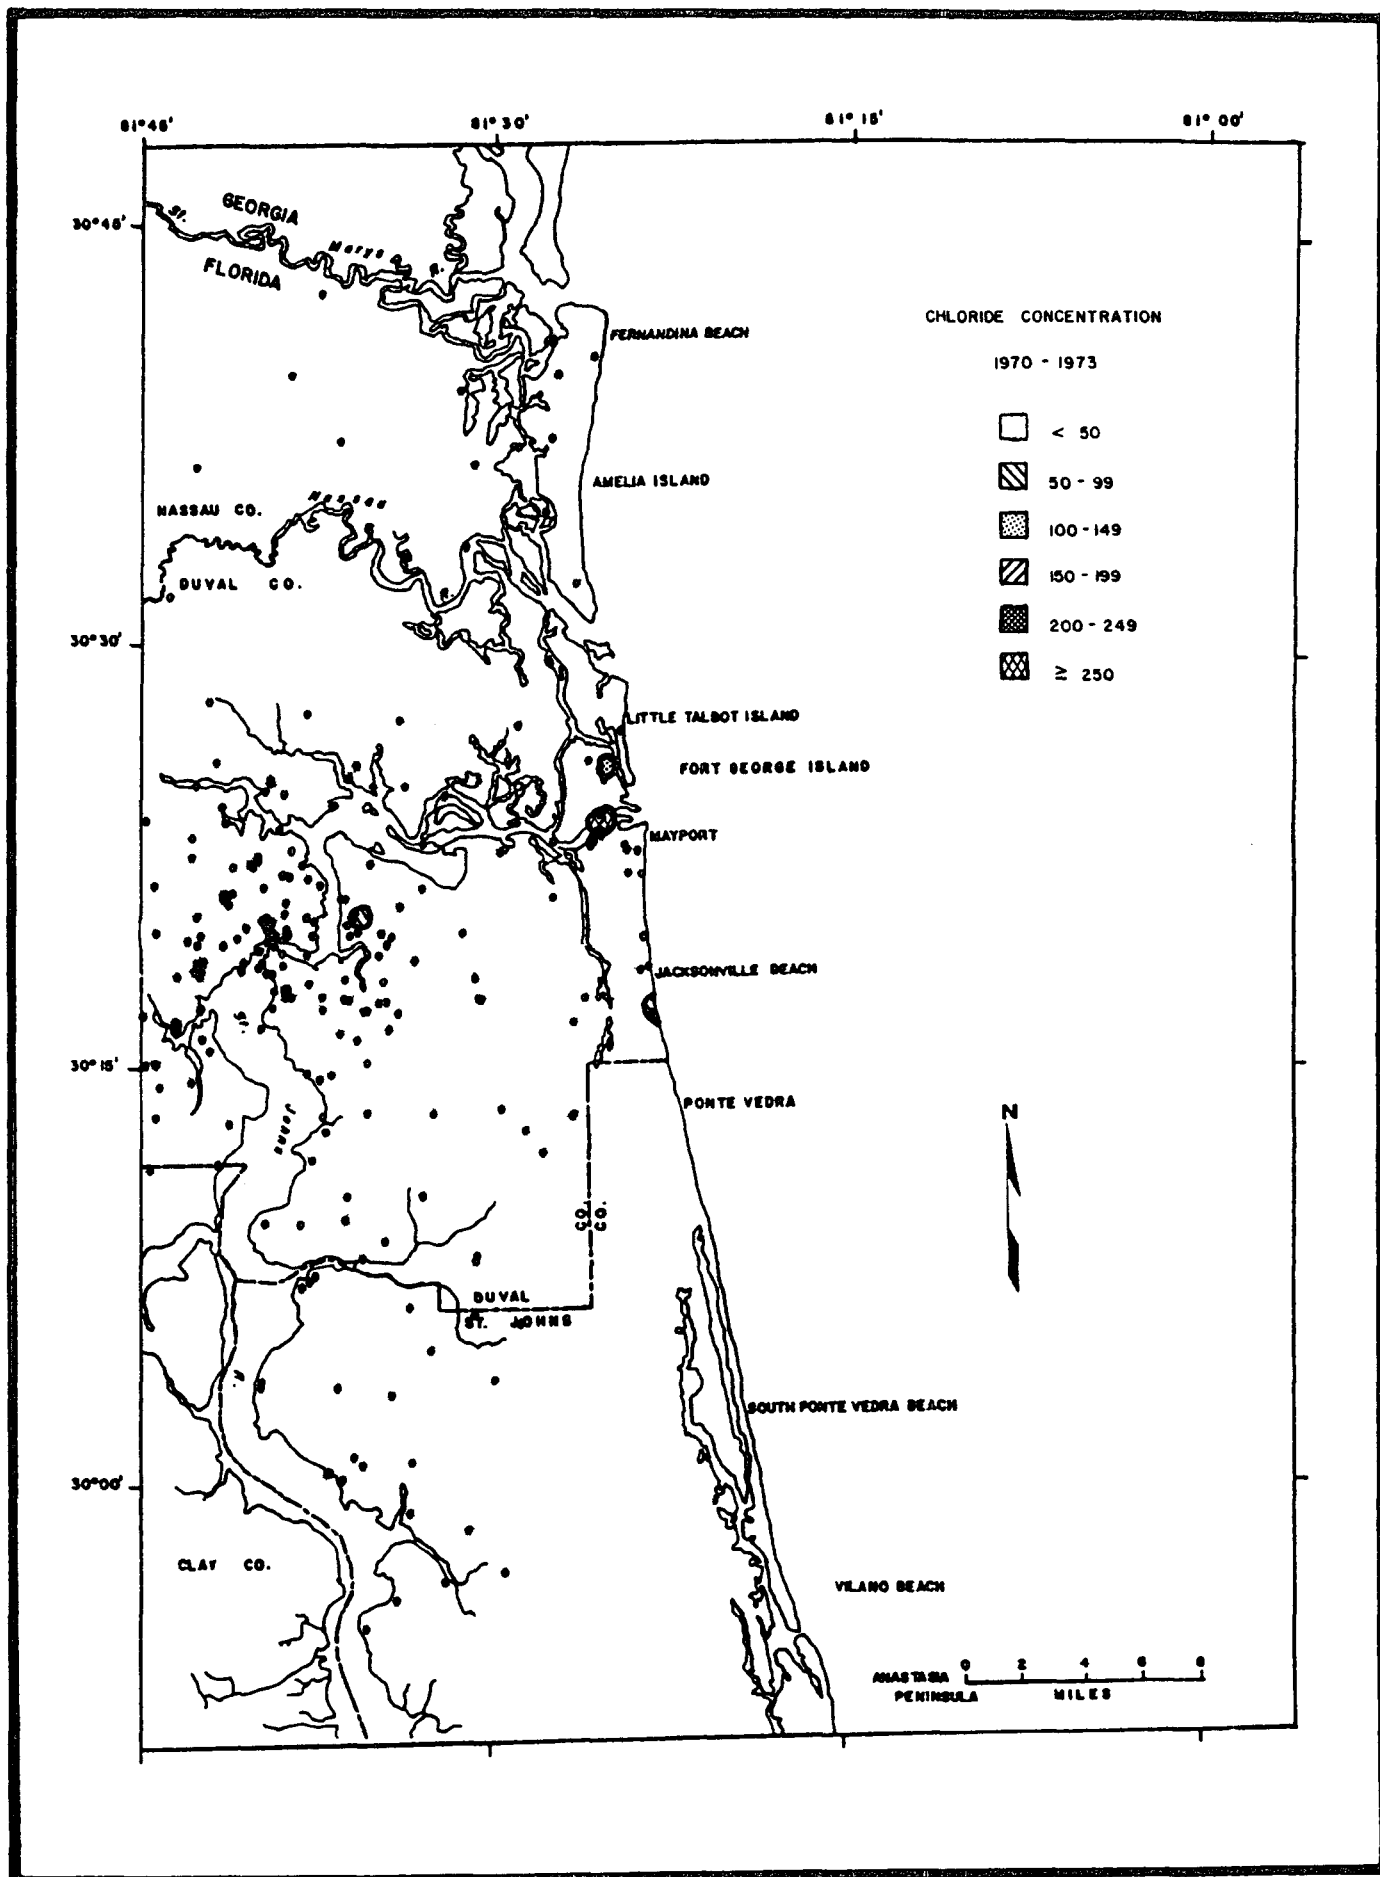 81°45' 81°30' 81°15' 81°00'
30°45'
GEORGIA
St. Marys R.
FLORIDA
FERNANDINA BEACH
CHLORIDE CONCENTRATION
1970 - 1973
< 50
50 - 99
100 - 149
150 - 199
200 - 249
≥ 250
AMELIA ISLAND
NASSAU CO.
Nassau R.
DUVAL CO.
30°30'
LITTLE TALBOT ISLAND
FORT GEORGE ISLAND
MAYPORT
JACKSONVILLE BEACH
30°15'
St. Johns R.
PONTE VEDRA
N
CO.
CO.
DUVAL
ST. JOHNS
SOUTH PONTE VEDRA BEACH
30°00'
CLAY CO.
VILANO BEACH
ANASTASIA
PENINSULA
0 2 4 6 8
MILES